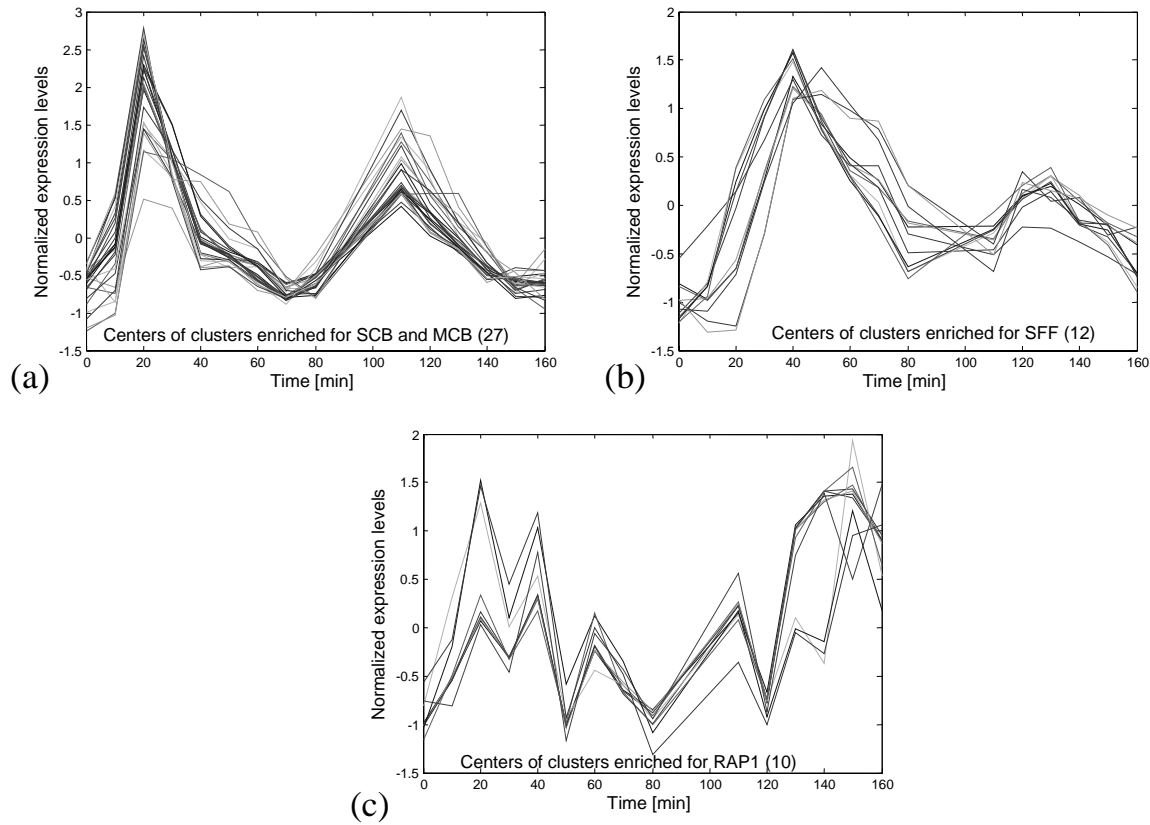 3
2.5
2
1.5
1
0.5
0
-0.5
-1
-1.5
Normalized expression levels
Centers of clusters enriched for SCB and MCB (27)
0 20 40 60 80 100 120 140 160
Time [min]
(a)
2
1.5
1
0.5
0
-0.5
-1
-1.5
Normalized expression levels
Centers of clusters enriched for SFF (12)
0 20 40 60 80 100 120 140 160
Time [min]
(b)
2
1.5
1
0.5
0
-0.5
-1
-1.5
Normalized expression levels
Centers of clusters enriched for RAP1 (10)
0 20 40 60 80 100 120 140 160
Time [min]
(c)